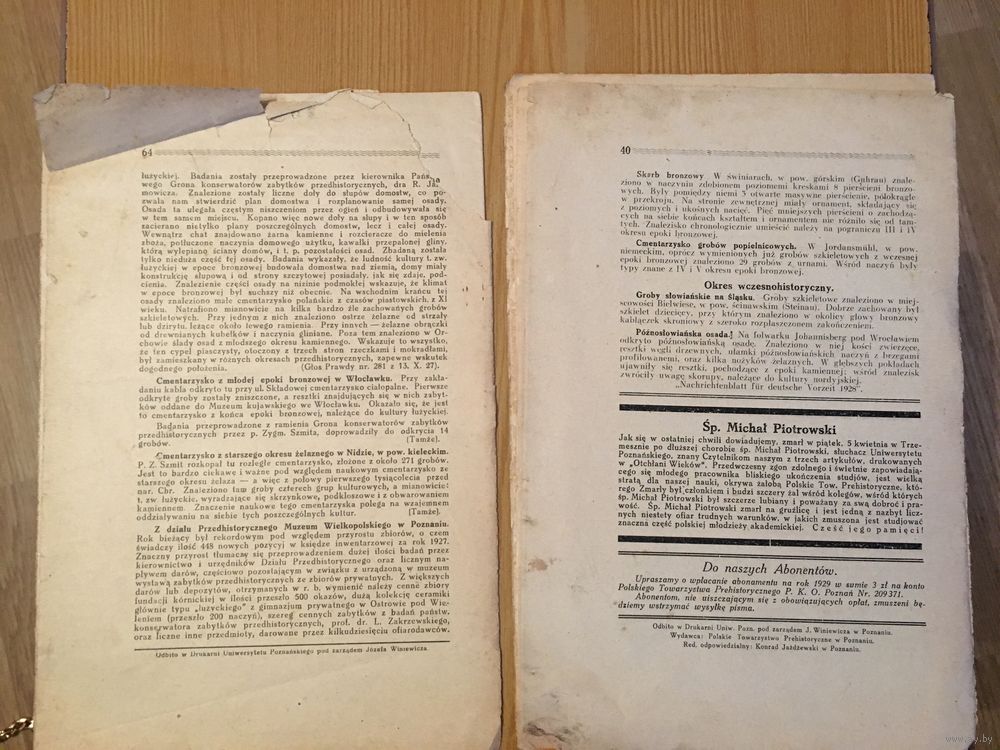 64
łużyckiej. Badania zostały przeprowadzone przez kierownika Państ-
wego Grona konserwatorów zabytków przedhistorycznych, dra R. Ja-
mowicza. Znalezione zostały liczne doły do słupów domostw, co po-
zwala nam stwierdzić plan domostwa i rozplanowanie samej osady.
Osada ta ulegała częstym niszczeniom przez ogień i odbudowywała się
w tem samem miejscu. Kopano więc nowe doły na słupy i w ten sposób
zacierano nietylko plany poszczególnych domostw, lecz i całej osady.
Wewnątrz chat znajdowano żarna kamienne i rozcieracze do mielenia
zboża, potłuczone naczynia domowego użytku, kawałki przepalonej gliny,
którą wylepiano ściany domów, i t. p. pozostałości osad. Zbadaną została
tylko nieduża część tej osady. Badania wykazały, że ludność kultury t. zw.
łużyckiej w epoce bronzowej budowała domostwa nad ziemią, domy miały
konstrukcję słupową i od strony szczytowej posiadały, jak się zdaje, pod-
cienia. Znalezienie części osady na nizinie podmokłej wskazuje, że klimat
w epoce bronzowej był suchszy niż obecnie. Na wschodnim krańcu tej
osady znaleziono małe cmentarzysko polańskie z czasów piastowskich, z XI
wieku. Natrafiono mianowicie na kilka bardzo źle zachowanych grobów
szkieletowych. Przy jednym z nich znaleziono ostrze żelazne od strzały
lub dzirytu, leżące około lewego ramienia. Przy innych — żelazne obrączki
od drewnianych kubełków i naczynia gliniane. Poza tem znaleziono w Or-
chowie ślady osad z młodszego okresu kamiennego. Wskazuje to wszystko,
że ten cypel piasczysty, otoczony z trzech stron rzeczkami i mokradłami,
był zamieszkany w różnych okresach przedhistorycznych, zapewne wskutek
dogodnego położenia. (Głos Prawdy nr. 281 z 13. X. 27).
Cmentarzysko z młodej epoki bronzowej w Włocławku. Przy zakła-
daniu kabla odkryto tu przy ul. Składowej cmentarzysko ciałopalne. Pierwsze
odkryte groby zostały zniszczone, a resztki znajdujących się w nich zabyt-
ków oddane do Muzeum kujawskiego we Włocławku. Okazało się, że jest
to cmentarzysko z końca epoki bronzowej, należące do kultury łużyckiej.
Badania przeprowadzone z ramienia Grona konserwatorów zabytków
przedhistorycznych przez p. Zygm. Szmita, doprowadziły do odkrycia 14
grobów. (Tamże).
Cmentarzysko z starszego okresu żelaznego w Nidzie, w pow. kieleckim.
P. Z. Szmit rozkopał tu rozległe cmentarzysko, złożone z około 271 grobów.
Jest to bardzo ciekawe i ważne pod względem naukowym cmentarzysko ze
starszego okresu żelaza — a więc z połowy pierwszego tysiąclecia przed
nar. Chr. Znaleziono tam groby czterech grup kulturowych, a mianowicie:
t. zw. łużyckie, wyradzające się skrzynkowe, podkloszowe i z obwarowaniem
kamiennem. Znaczenie naukowe tego cmentarzyska polega na wzajemnem
oddziaływaniu na siebie tych poszczególnych kultur. (Tamże).
Z działu Przedhistorycznego Muzeum Wielkopolskiego w Poznaniu.
Rok bieżący był rekordowym pod względem przyrostu zbiorów, o czem
świadczy ilość 448 nowych pozycyj w księdze inwentarzowej za rok 1927.
Znaczny przyrost tłumaczy się przeprowadzeniem dużej ilości badań przez
kierownictwo i urzędników Działu Przedhistorycznego oraz licznym na-
pływem darów, częściowo pozostającym w związku z urządzoną w muzeum
wystawą zabytków przedhistorycznych ze zbiorów prywatnych. Z większych
darów lub depozytów, otrzymanych w r. b. wymienić należy cenne zbiory
fundacji kórnickiej w ilości przeszło 500 okazów, dużą kolekcję ceramiki
głównie typu „łużyckiego" z gimnazjum prywatnego w Ostrowie pod Wie-
leniem (przeszło 200 naczyń), szereg cennych zabytków z badań państw.
konserwatora zabytków przedhistorycznych, prof. dr. L. Zakrzewskiego,
oraz liczne inne przedmioty, darowane przez kilkudziesięciu ofiarodawców.
Odbito w Drukarni Uniwersytetu Poznańskiego pod zarządem Józefa Winiewicza
40
Skarb bronzowy W Świniarach, w pow. górskim (Guhrau) znale-
ziono w naczyniu zdobionem poziomemi kreskami 8 pierścieni bronzo-
wych. Były pomiędzy niemi 3 otwarte masywne pierścienie, półokrągłe
w przekroju. Na stronie zewnętrznej miały ornament, składający się
z poziomych i ukośnych nacięć. Pięć mniejszych pierścieni o zachodzą-
cych na siebie końcach kształtem i ornamentem nie różniło się od tam-
tych. Znalezisko chronologicznie umieścić należy na pograniczu III i IV
okresu epoki bronzowej.
Cmentarzysko grobów popielnicowych. W Jordansmühl, w pow.
niemeckim, oprócz wymienionych już grobów szkieletowych z wczesnej
epoki bronzowej znaleziono 29 grobów z urnami. Wśród naczyń były
typy znane z IV i V okresu epoki bronzowej.
Okres wczesnohistoryczny.
Groby słowiańskie na Śląsku. Groby szkieletowe znaleziono w miej-
scowości Bielwiese, w pow. ścinawskim (Steinau). Dobrze zachowany był
szkielet dziecięcy, przy którym znaleziono w okolicy głowy bronzowy
kabłączek skroniowy z szeroko rozpłaszczonem zakończeniem.
Późnosłowiańska osada. Na folwarku Johannisberg pod Wrocławiem
odkryto późnosłowiańską osadę. Znaleziono w niej kości zwierzęce,
resztki węgli drzewnych, ułamki późnosłowiańskich naczyń z brzegami
profilowanemi, oraz kilka nożyków żelaznych. W głębszych pokładach
ujawniły się resztki, pochodzące z epoki kamiennej; wśród znalezisk
zwróciły uwagę skorupy, należące do kultury nordyjskiej.
„Nachrichtenblatt für deutsche Vorzeit 1928".
Śp. Michał Piotrowski
Jak się w ostatniej chwili dowiadujemy, zmarł w piątek, 5 kwietnia w Trze-
mesznie po dłuższej chorobie śp. Michał Piotrowski, słuchacz Uniwersytetu
Poznańskiego, znany Czytelnikom naszym z trzech artykułów, drukowanych
w „Otchłani Wieków". Przedwczesny zgon zdolnego i świetnie zapowiadają-
cego się młodego pracownika bliskiego ukończenia studjów, jest wielką
stratą dla naszej nauki, okrywa żałobą Polskie Tow. Prehistoryczne, któ-
rego Zmarły był członkiem i budzi szczery żal wśród kolegów, wśród których
śp. Michał Piotrowski był szczerze lubiany i poważany za swą dobroć i pra-
wość. Śp. Michał Piotrowski zmarł na gruźlicę i jest jedną z nazbyt licz-
nych niestety ofiar trudnych warunków, w jakich zmuszona jest studjować
znaczna część polskiej młodzieży akademickiej. Cześć jego pamięci!
Do naszych Abonentów.
Upraszamy o wpłacanie abonamentu na rok 1929 w sumie 3 zł na konto
Polskiego Towarzystwa Prehistorycznego P. K. O. Poznań Nr. 209371.
Abonentom, nie uiszczającym się z obowiązujących opłat, zmuszeni bę-
dziemy wstrzymać wysyłkę pisma.
Odbito w Drukarni Uniw. Pozn. pod zarządem J. Winiewicza w Poznaniu.
Wydawca: Polskie Towarzystwo Prehistoryczne w Poznaniu.
Red. odpowiedzialny: Konrad Jażdżewski w Poznaniu.